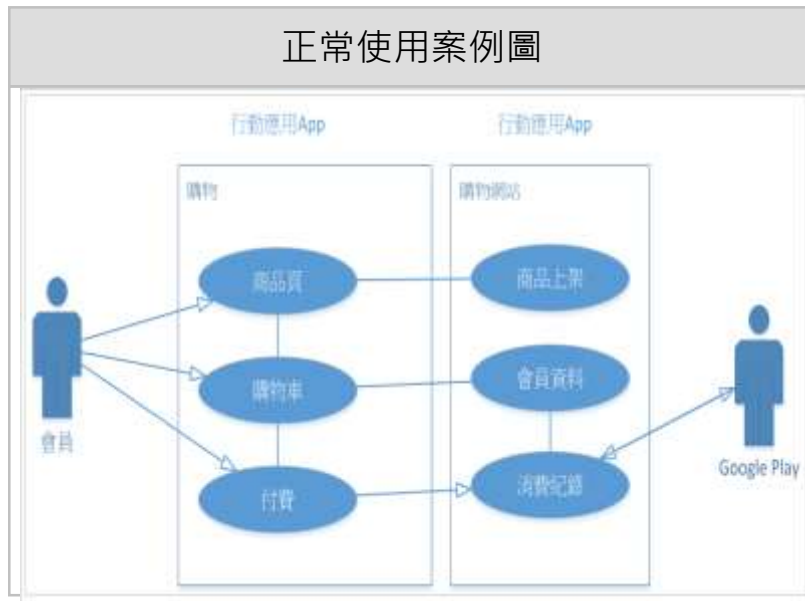 正常使用案例圖
行動應用App
行動應用App
購物
購物網站
商品頁
商品上架
購物車
會員資料
會員
付費
消費紀錄
Google Play